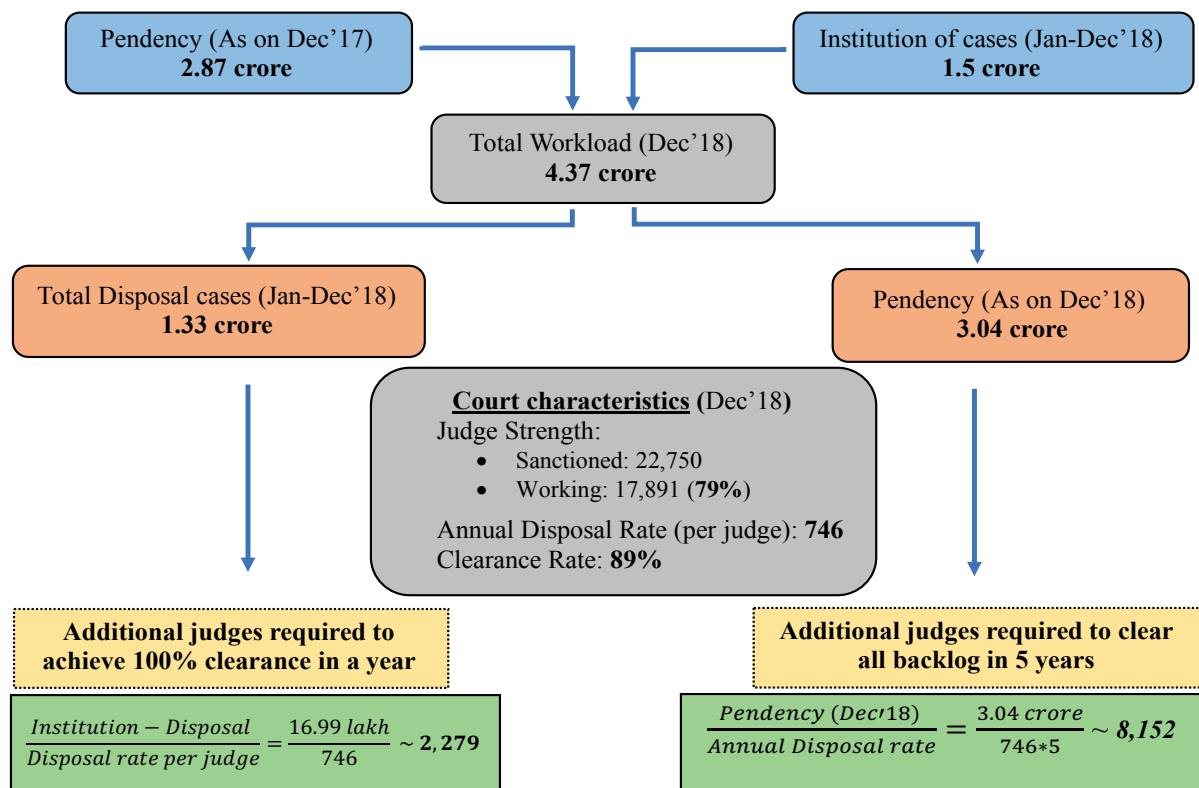 Pendency (As on Dec’17)
2.87 crore
Institution of cases (Jan-Dec’18)
1.5 crore
Total Workload (Dec’18)
4.37 crore
Total Disposal cases (Jan-Dec’18)
1.33 crore
Pendency (As on Dec’18)
3.04 crore
Court characteristics (Dec’18)
Judge Strength:
• Sanctioned: 22,750
• Working: 17,891 (79%)
Annual Disposal Rate (per judge): 746
Clearance Rate: 89%
Additional judges required to
achieve 100% clearance in a year
Institution − Disposal
Disposal rate per judge
=
16.99 lakh
746
~ 2,279
Additional judges required to clear
all backlog in 5 years
Pendency (Dec′18)
Annual Disposal rate
=
3.04 crore
746*5
~ 8,152